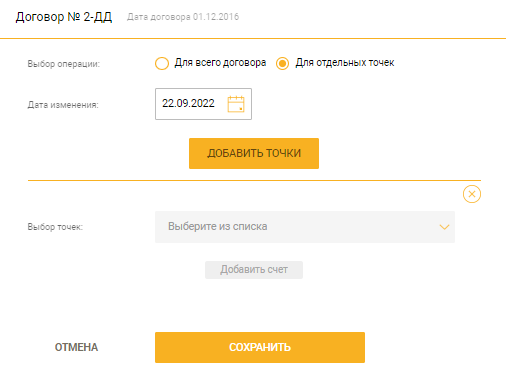 Договор № 2-ДД Дата договора 01.12.2016
Выбор операции: Для всего договора Для отдельных точек
Дата изменения: 22.09.2022
ДОБАВИТЬ ТОЧКИ
Выбор точек: Выберите из списка
Добавить счет
ОТМЕНА СОХРАНИТЬ